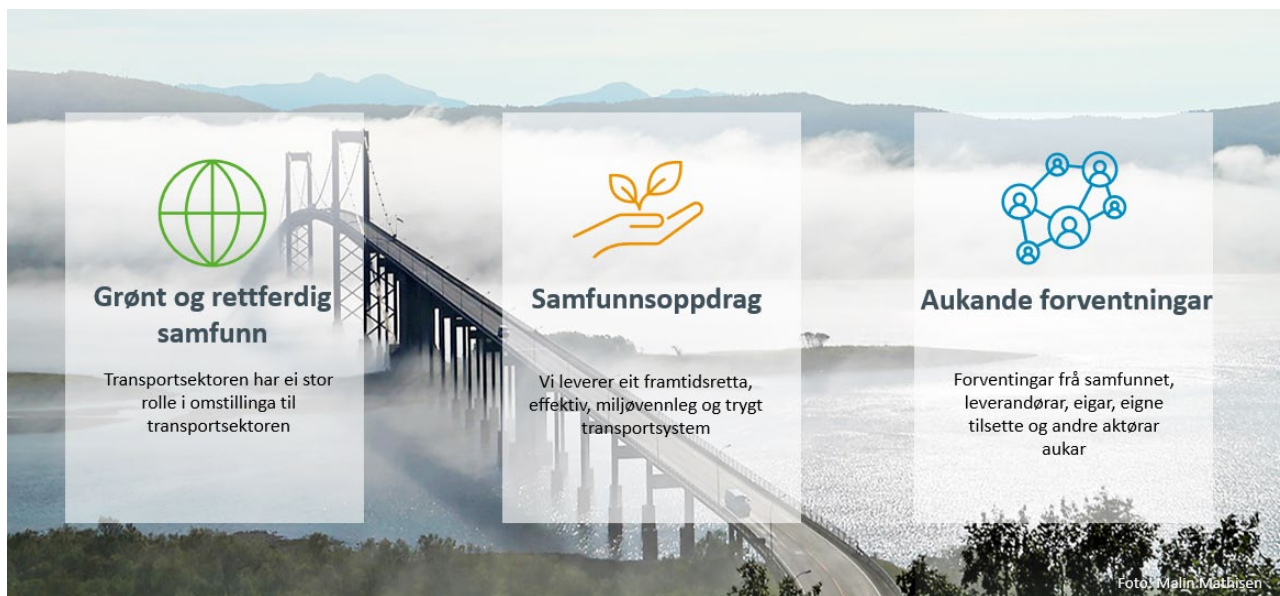 Grønt og rettferdig
samfunn
Transportsektoren har ei stor
rolle i omstillinga til
transportsektoren
Samfunnsoppdrag
Vi leverer eit framtidsretta,
effektiv, miljøvennleg og trygt
transportsystem
Aukande forventningar
Forventingar frå samfunnet,
leverandørar, eigar, eigne
tilsette og andre aktørar
aukar
Foto: Malin Mathisen